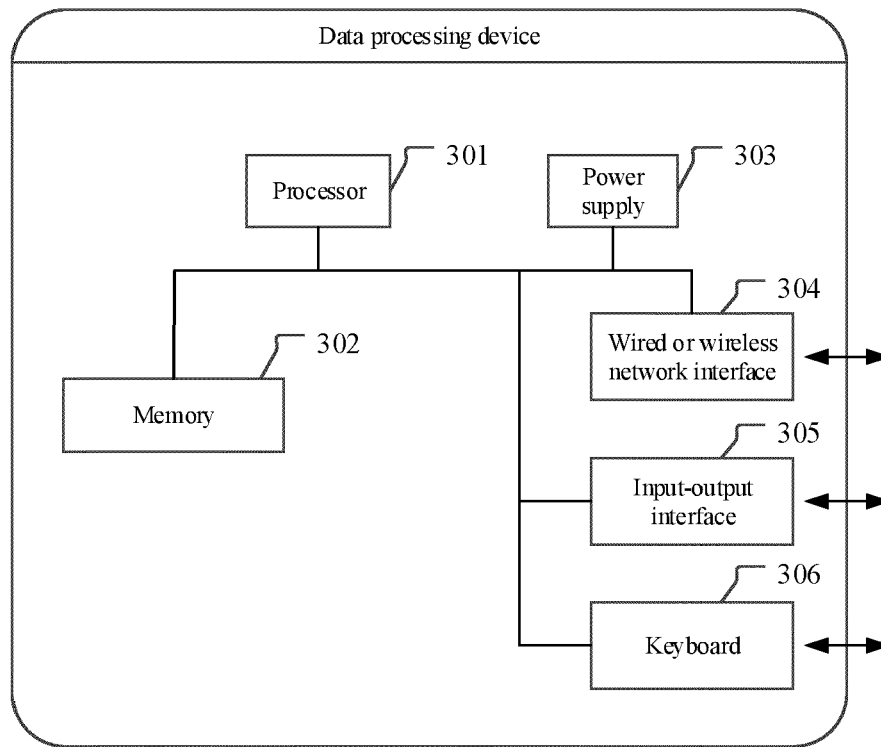 Data processing device
301
303
Processor
Power
supply
304
Wired or wireless
network interface
302
Memory
305
Input-output
interface
306
Keyboard